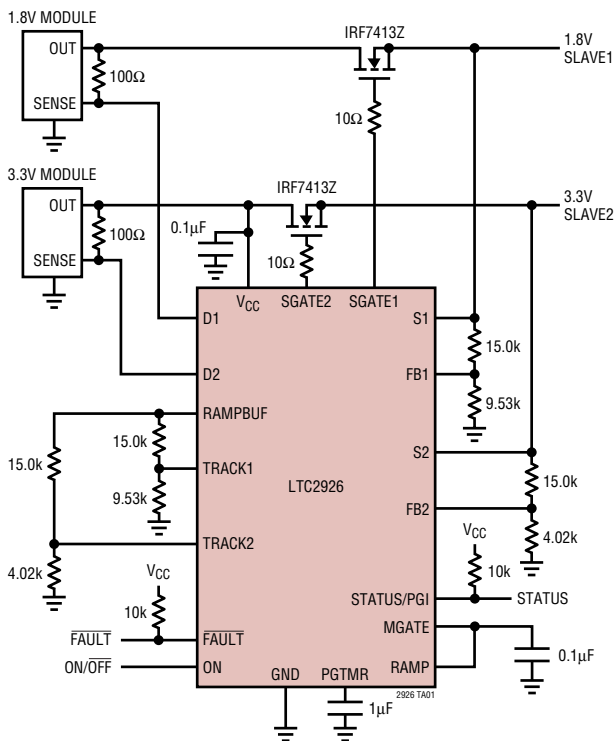 1.8V MODULE
OUT
SENSE
100Ω
IRF7413Z
10Ω
1.8V
SLAVE1
3.3V MODULE
OUT
SENSE
100Ω
0.1µF
IRF7413Z
10Ω
3.3V
SLAVE2
VCC
SGATE2
SGATE1
D1
D2
RAMPBUF
TRACK1
TRACK2
FAULT
ON
GND
PGTMR
LTC2926
S1
FB1
S2
FB2
STATUS/PGI
MGATE
RAMP
15.0k
9.53k
15.0k
4.02k
15.0k
9.53k
15.0k
4.02k
VCC
10k
FAULT
ON/OFF
VCC
10k
STATUS
0.1µF
1µF
2926 TA01